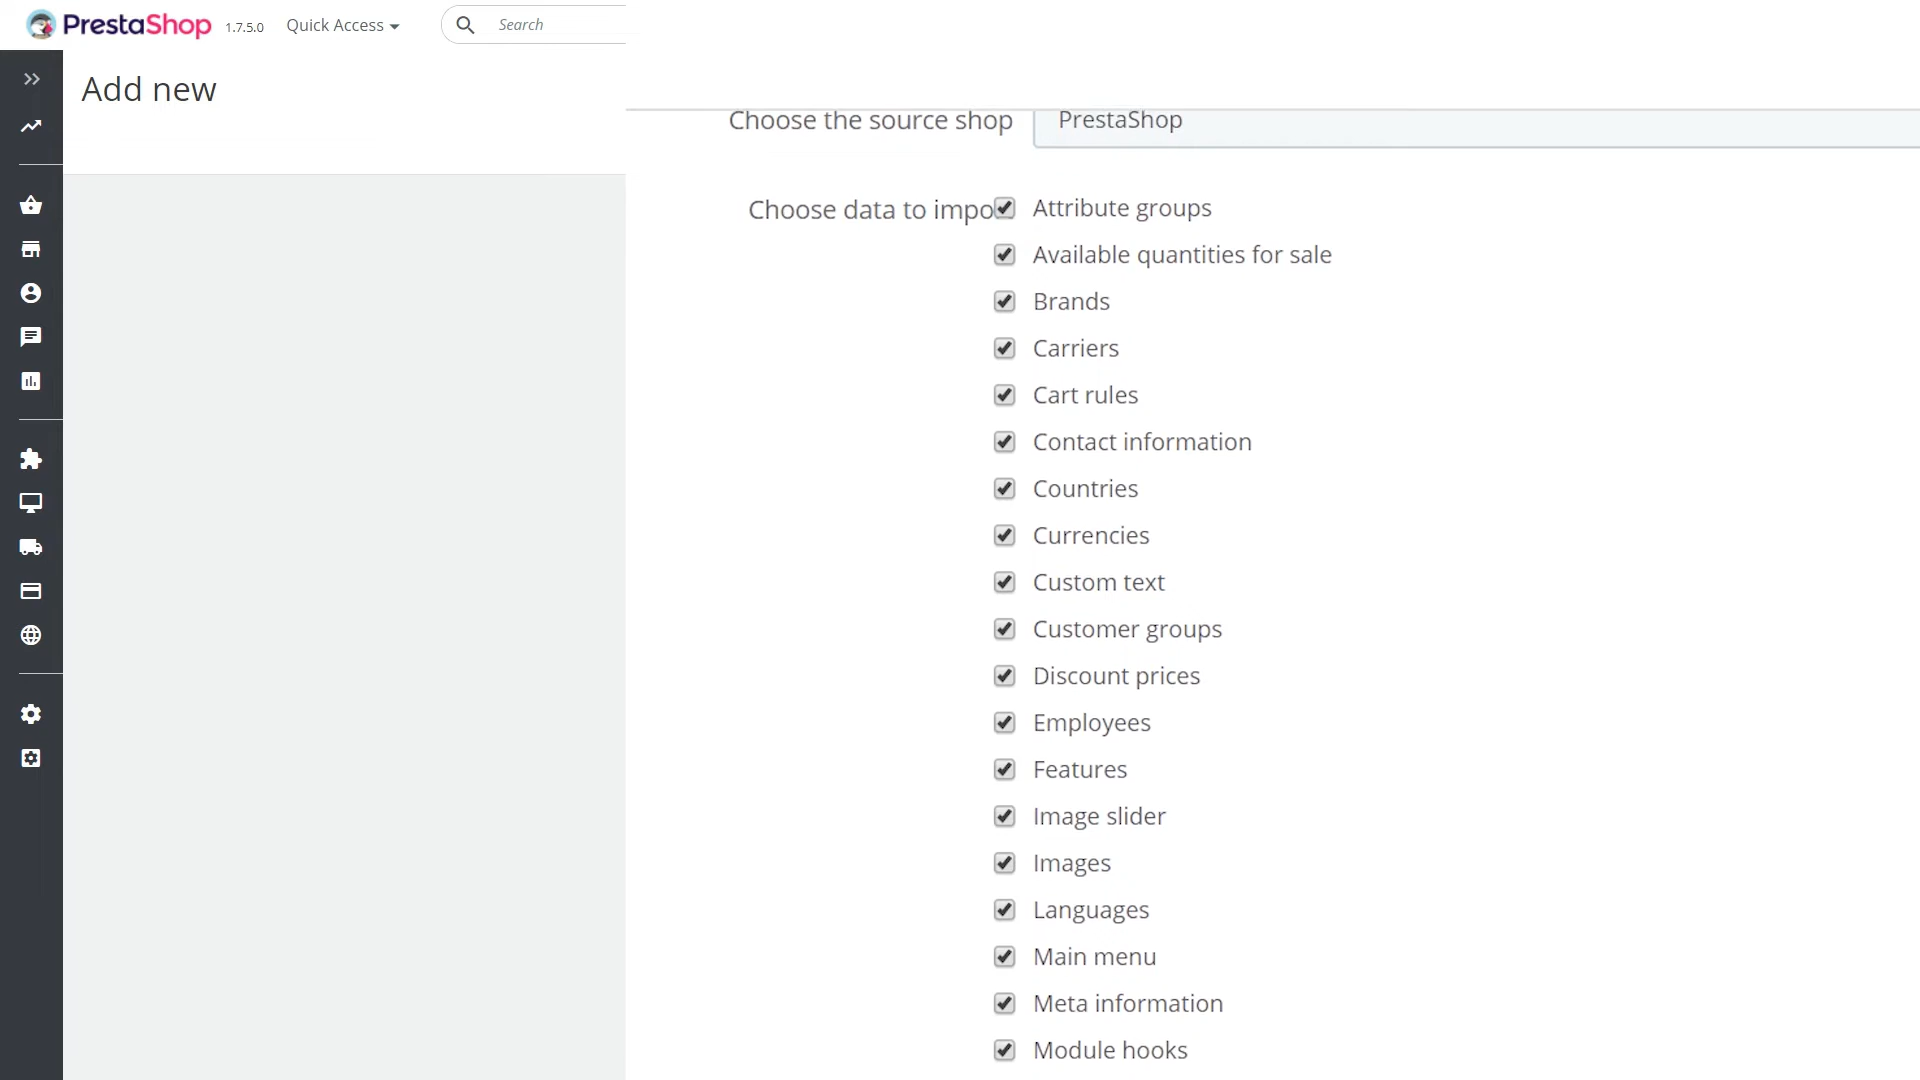 PrestaShop 1.7.5.0 Quick Access Search
Add new
Choose the source shop PrestaShop
Choose data to impo Attribute groups
Available quantities for sale
Brands
Carriers
Cart rules
Contact information
Countries
Currencies
Custom text
Customer groups
Discount prices
Employees
Features
Image slider
Images
Languages
Main menu
Meta information
Module hooks